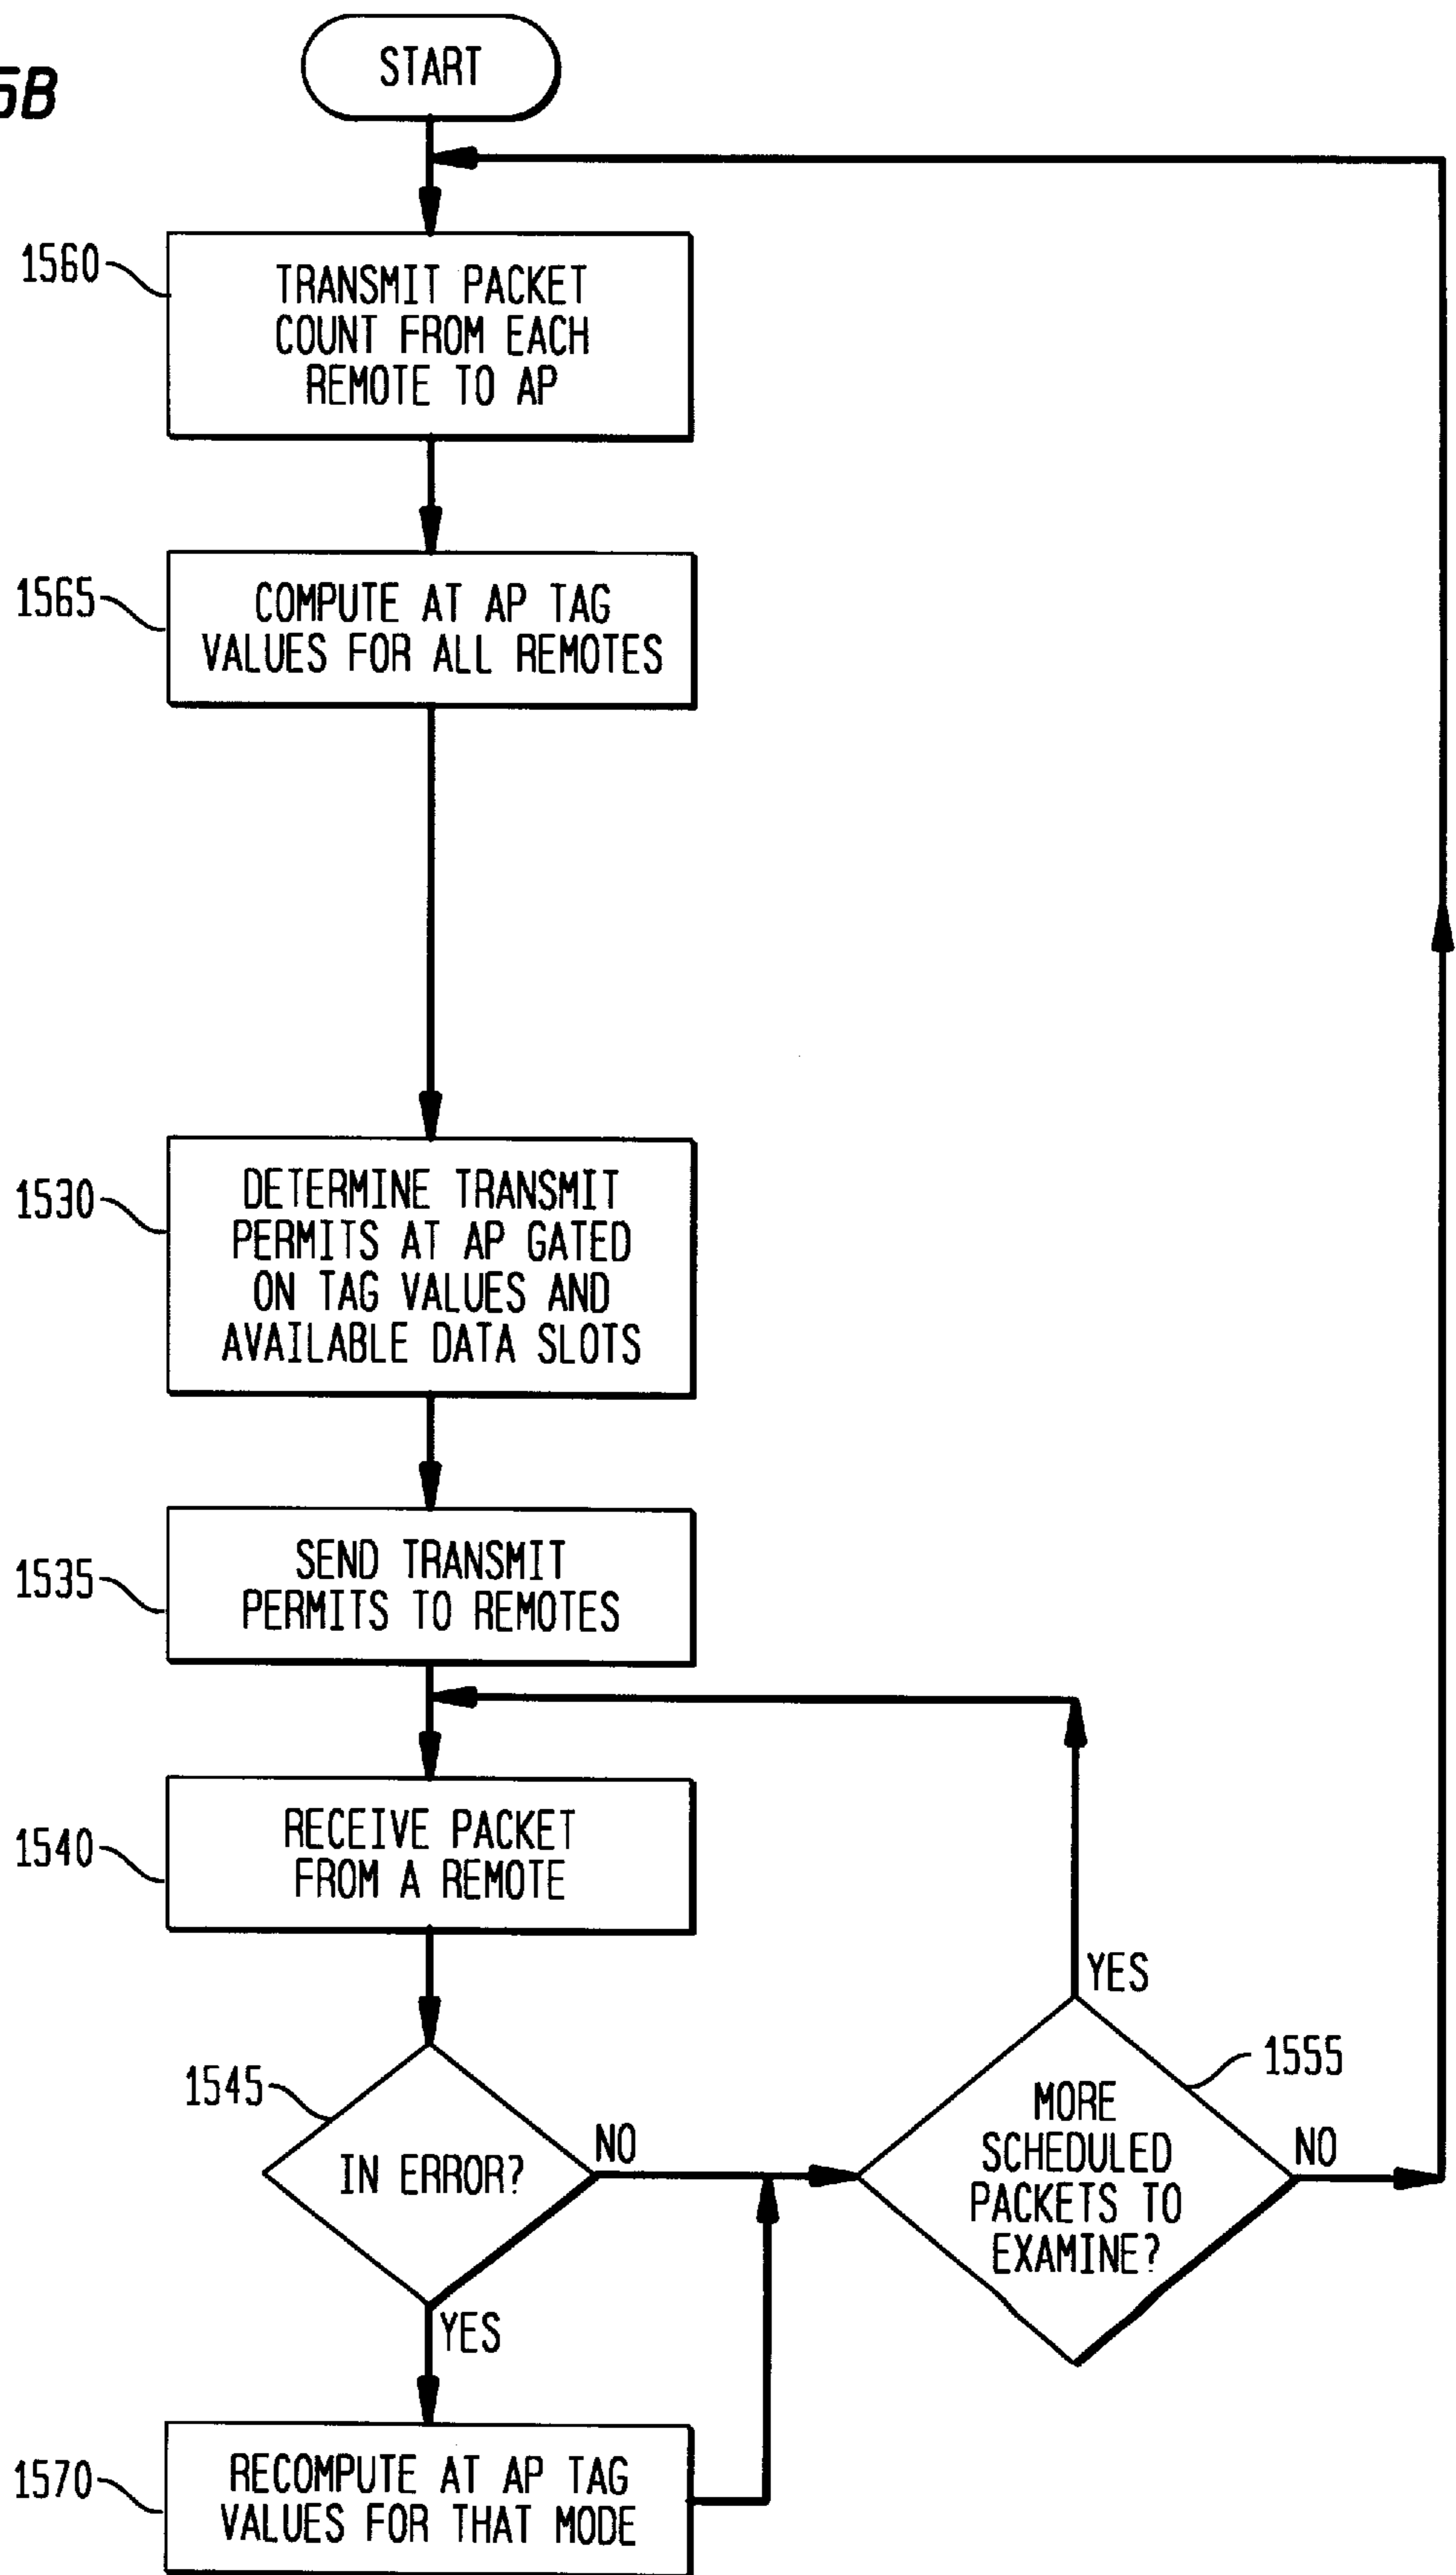 5B
START
1560
TRANSMIT PACKET
COUNT FROM EACH
REMOTE TO AP
1565
COMPUTE AT AP TAG
VALUES FOR ALL REMOTES
1530
DETERMINE TRANSMIT
PERMITS AT AP GATED
ON TAG VALUES AND
AVAILABLE DATA SLOTS
1535
SEND TRANSMIT
PERMITS TO REMOTES
1540
RECEIVE PACKET
FROM A REMOTE
1545
IN ERROR?
NO
YES
1555
MORE
SCHEDULED
PACKETS TO
EXAMINE?
YES
NO
1570
RECOMPUTE AT AP TAG
VALUES FOR THAT MODE